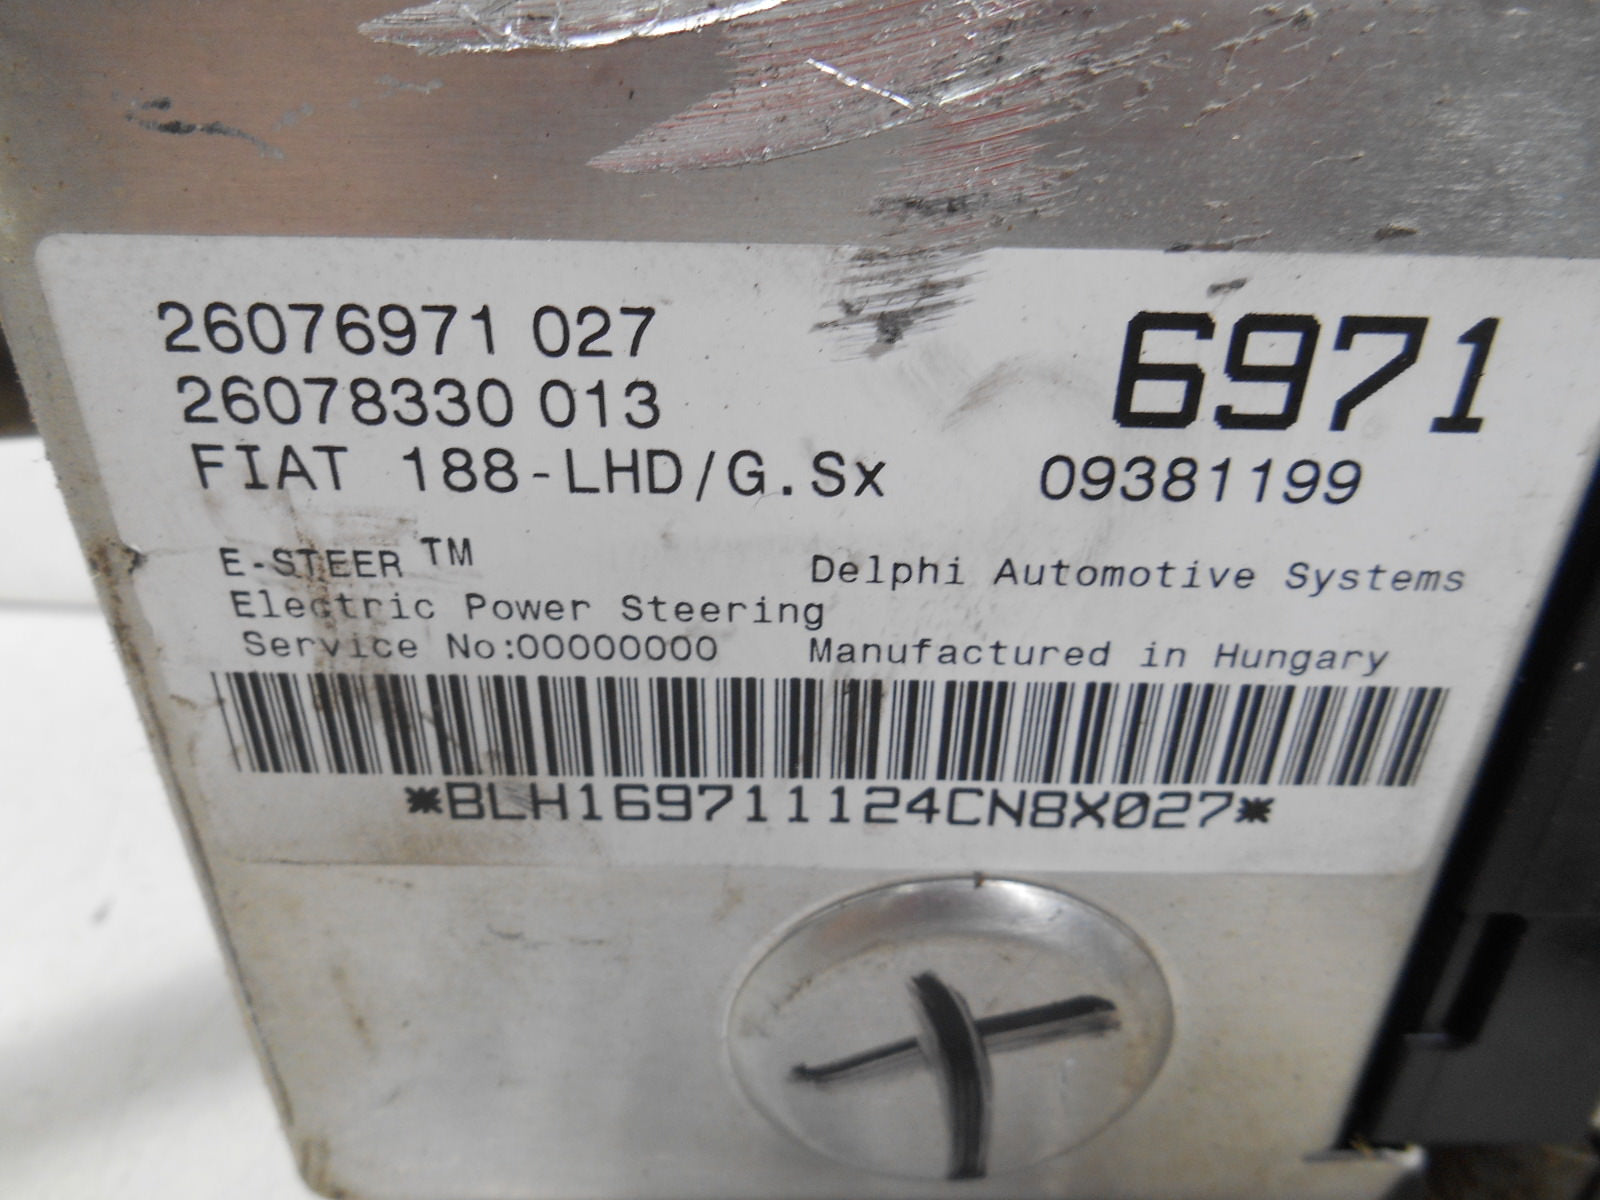 26076971 027
6971
26078330 013
FIAT 188-LHD/G.Sx 09381199
E-STEER TM
Delphi Automotive Systems
Electric Power Steering
Service No:00000000 Manufactured in Hungary
*BLH169711124CN8X027*